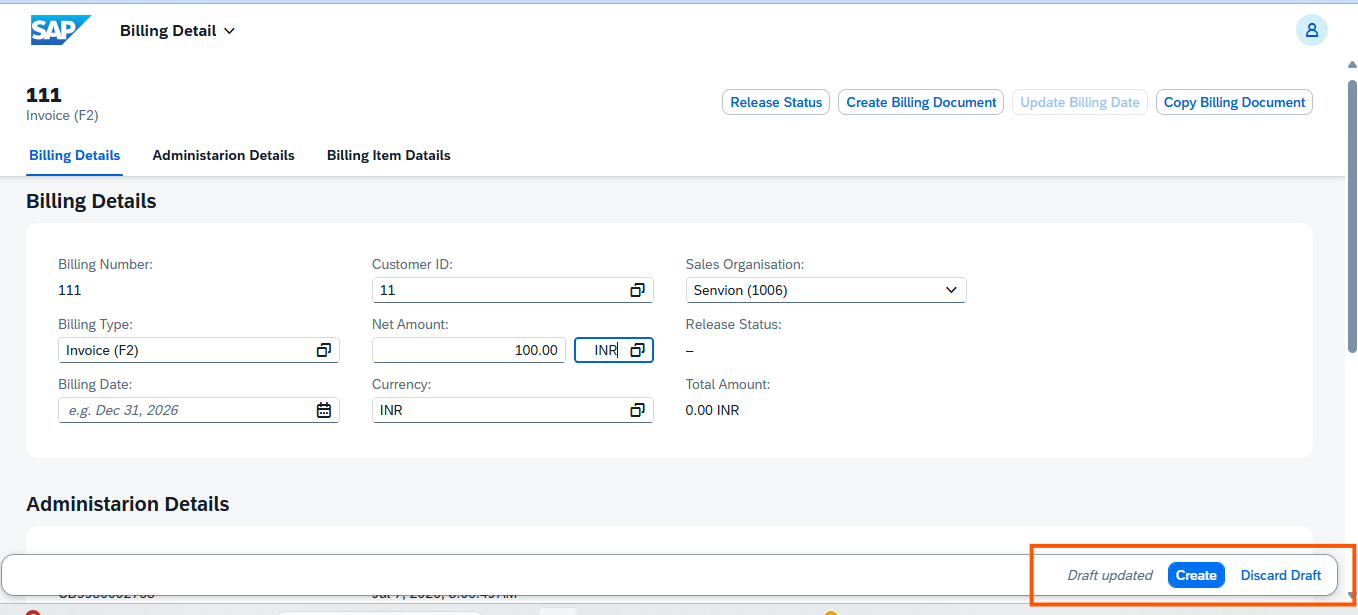 SAP Billing Detail
111
Invoice (F2)
Release Status Create Billing Document Update Billing Date Copy Billing Document
Billing Details Administarion Details Billing Item Datails
Billing Details
Billing Number: Customer ID: Sales Organisation:
111 11 Senvion (1006)
Billing Type: Net Amount: Release Status:
Invoice (F2) 100.00 INR –
Billing Date: Currency: Total Amount:
e.g. Dec 31, 2026 INR 0.00 INR
Administarion Details
Draft updated Create Discard Draft